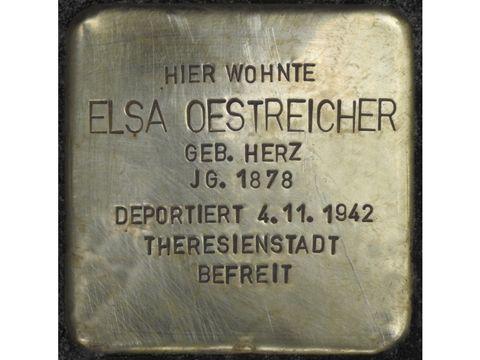 HIER WOHNTE
ELSA OESTREICHER
GEB. HERZ
JG. 1878
DEPORTIERT 4.11.1942
THERESIENSTADT
BEFREIT